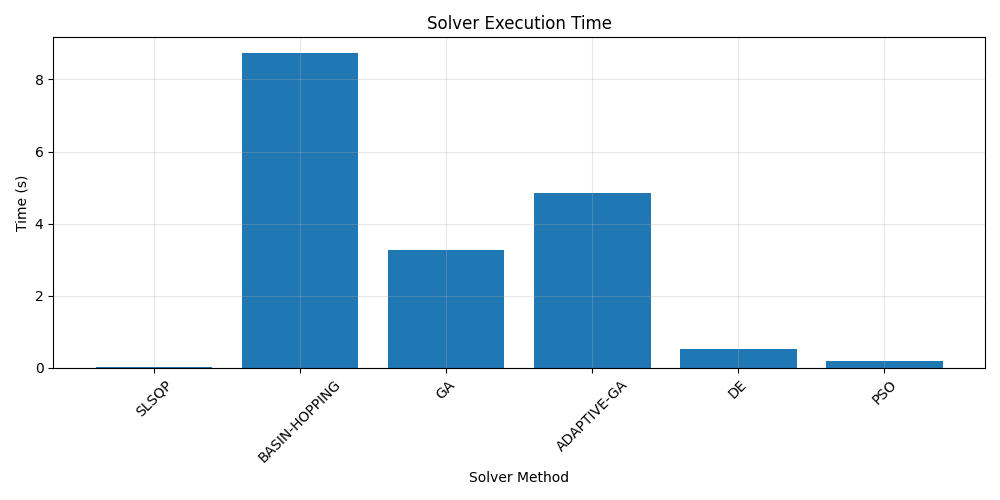 Solver Execution Time
Time (s)
8
6
4
2
0
SLSQP
BASIN-HOPPING
GA
ADAPTIVE-GA
DE
PSO
Solver Method